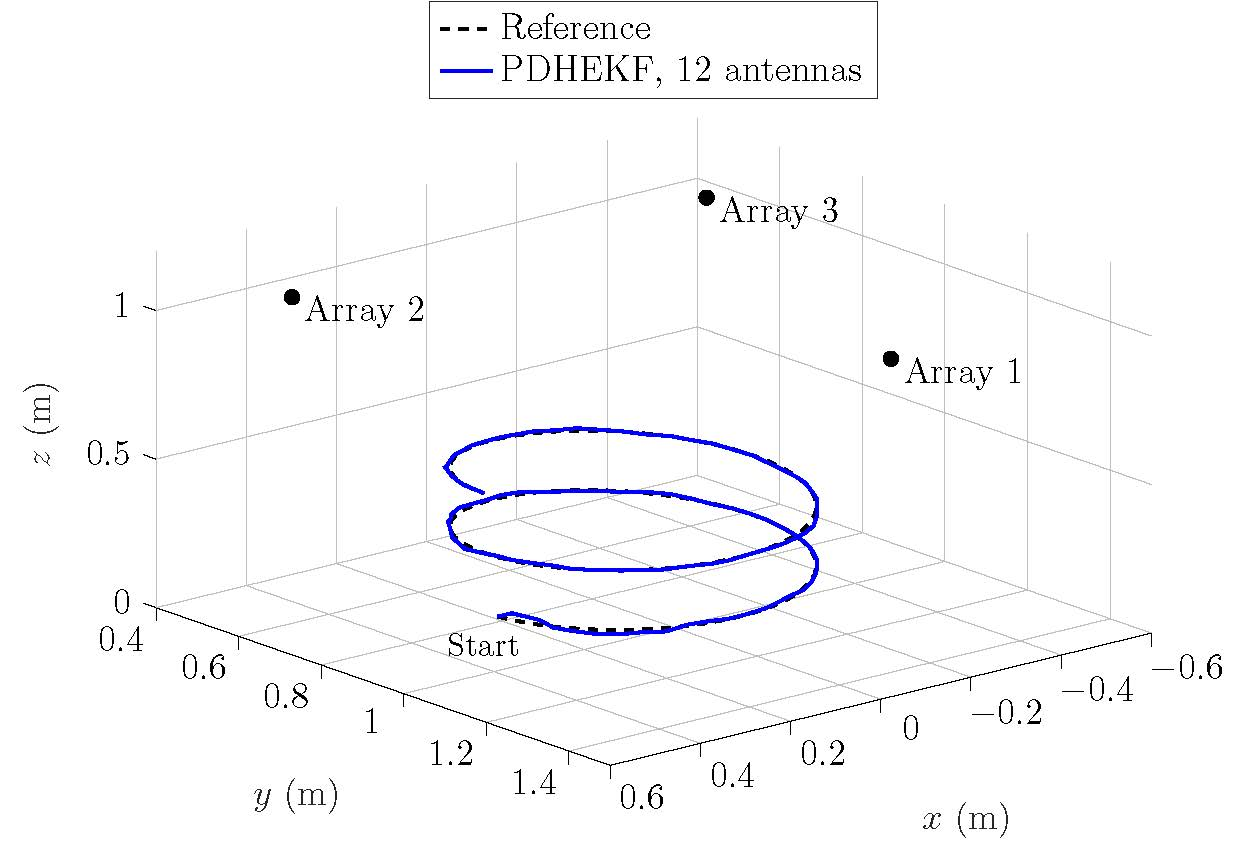 Reference
PDHEKF, 12 antennas
Array 3
Array 2
Array 1
1
0.5
0
z (m)
Start
0.4
0.6
0.8
1
1.2
1.4
y (m)
−0.6
−0.4
−0.2
0
0.2
0.4
0.6
x (m)